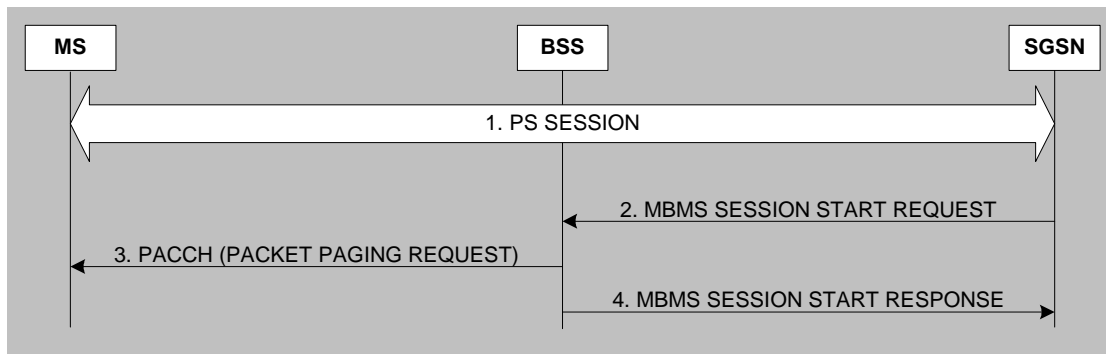 MS
BSS
SGSN
1. PS SESSION
2. MBMS SESSION START REQUEST
3. PACCH (PACKET PAGING REQUEST)
4. MBMS SESSION START RESPONSE